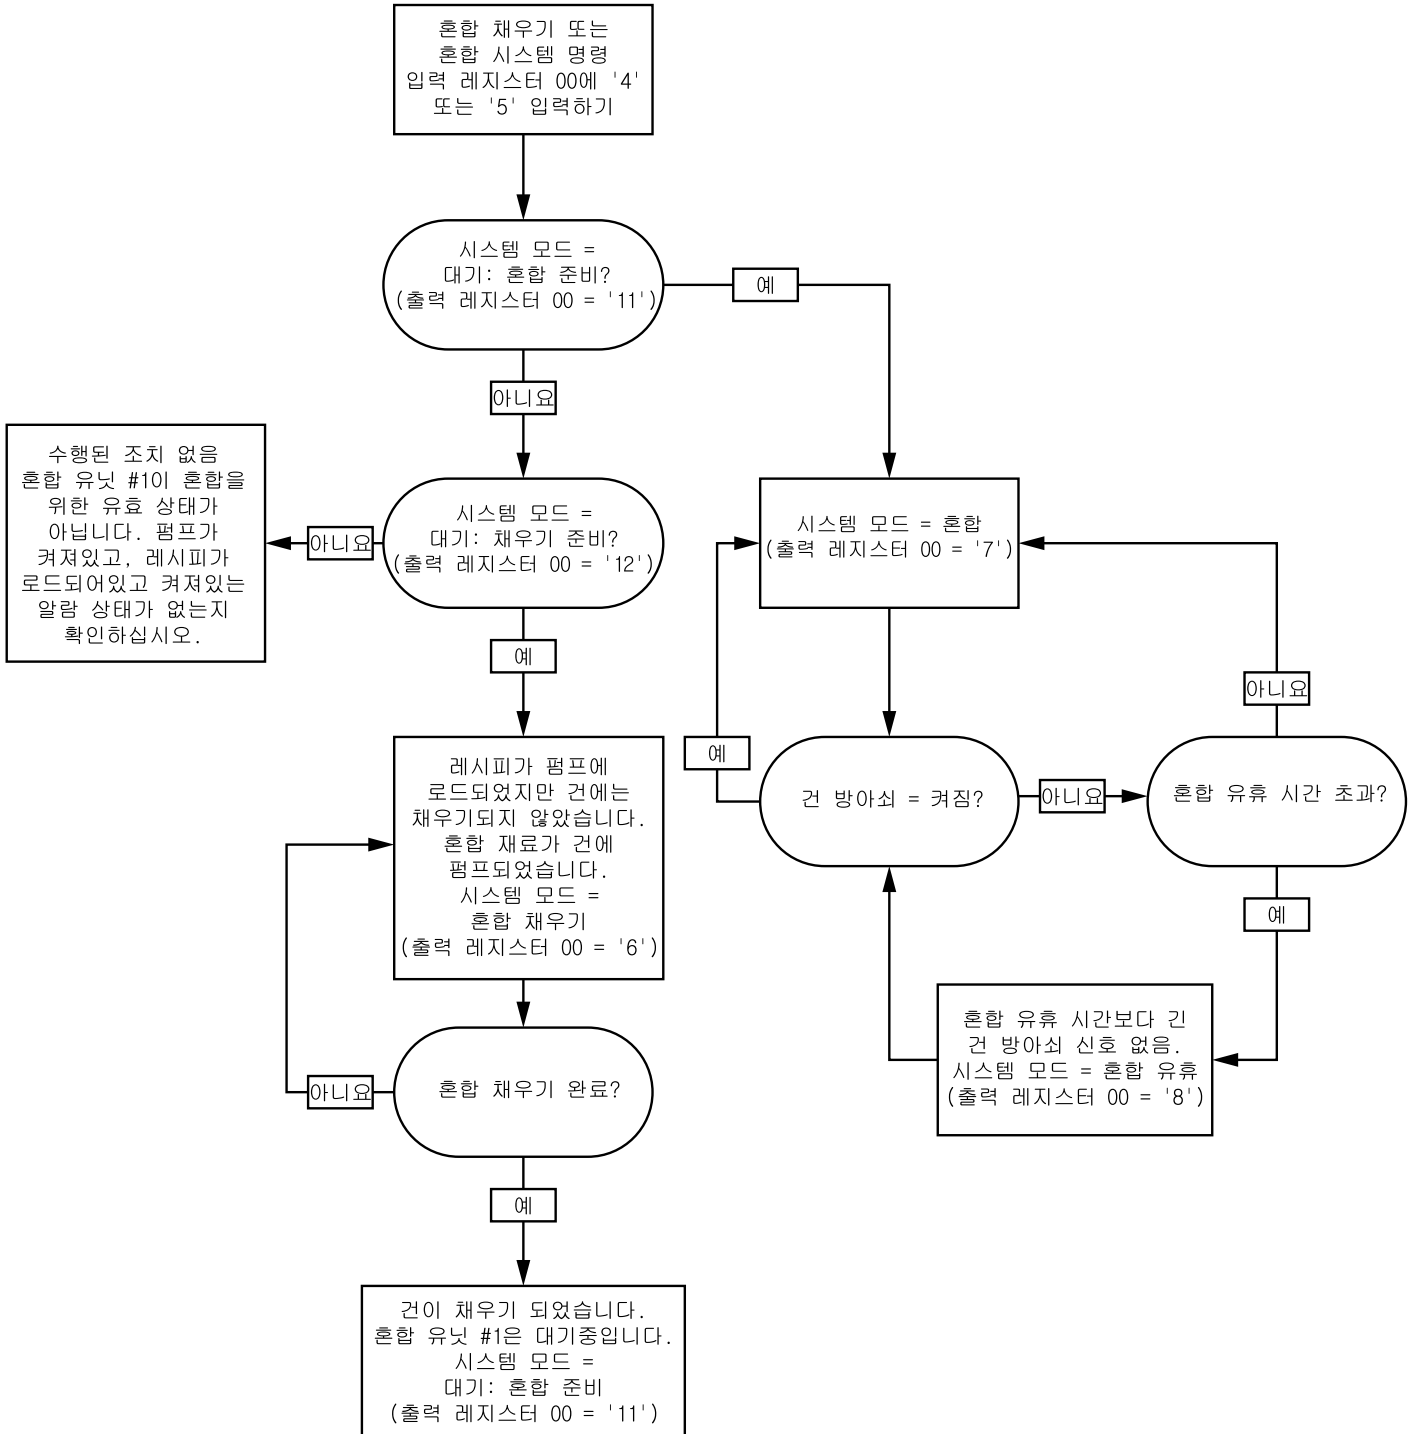 혼합 채우기 또는
혼합 시스템 명령
입력 레지스터 00에 '4'
또는 '5' 입력하기
시스템 모드 =
대기: 혼합 준비?
(출력 레지스터 00 = '11')
예
아니요
수행된 조치 없음
혼합 유닛 #1이 혼합을
위한 유효 상태가
아닙니다. 펌프가
켜져있고, 레시피가
로드되어있고 켜져있는
알람 상태가 없는지
확인하십시오.
아니요
시스템 모드 =
대기: 채우기 준비?
(출력 레지스터 00 = '12')
시스템 모드 = 혼합
(출력 레지스터 00 = '7')
예
아니요
레시피가 펌프에
로드되었지만 건에는
채우기되지 않았습니다.
혼합 재료가 건에
펌프되었습니다.
시스템 모드 =
혼합 채우기
(출력 레지스터 00 = '6')
예
건 방아쇠 = 켜짐?
아니요
혼합 유휴 시간 초과?
예
혼합 유휴 시간보다 긴
건 방아쇠 신호 없음.
시스템 모드 = 혼합 유휴
(출력 레지스터 00 = '8')
아니요
혼합 채우기 완료?
예
건이 채우기 되었습니다.
혼합 유닛 #1은 대기중입니다.
시스템 모드 =
대기: 혼합 준비
(출력 레지스터 00 = '11')